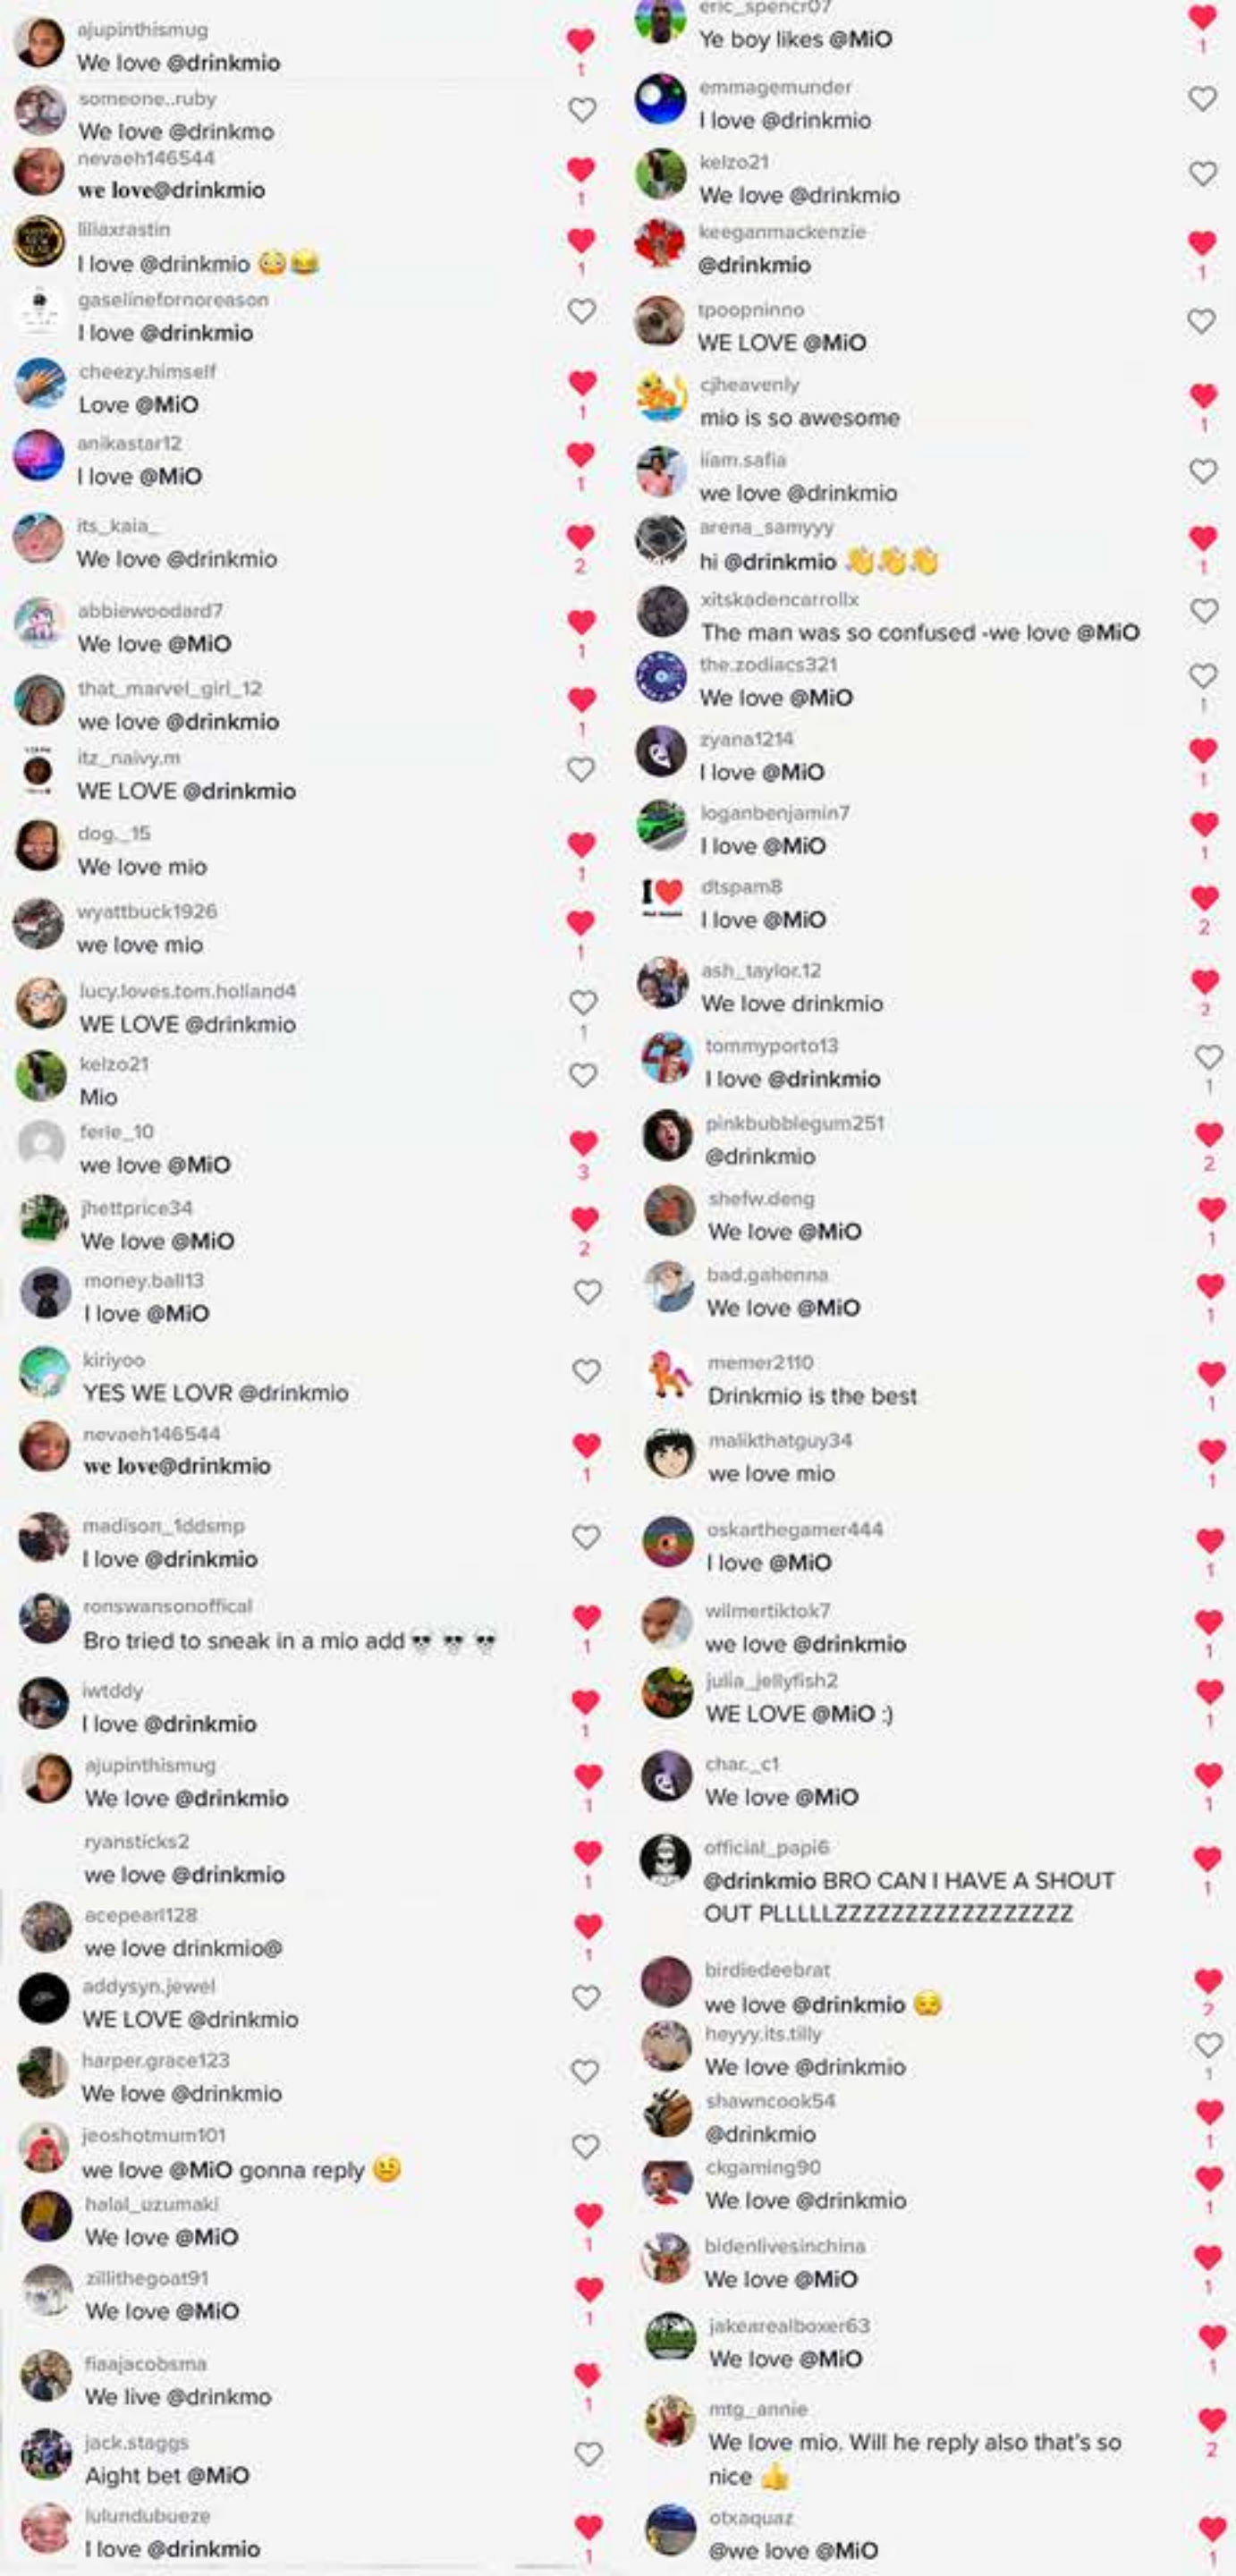 ajupinthismug
We love @drinkmio
1
someone..ruby
We love @drinkmo
nevaeh146544
we love@drinkmio
1
liliaxrastin
I love @drinkmio 😳😂
1
gaselinefornoreason
I love @drinkmio
cheezy.himself
Love @MiO
1
anikastar12
I love @MiO
1
its_kaia_
We love @drinkmio
2
abbiewoodard7
We love @MiO
1
that_marvel_girl_12
we love @drinkmio
1
itz_naivy.m
WE LOVE @drinkmio
dog._15
We love mio
1
wyattbuck1926
we love mio
1
lucy.loves.tom.holland4
WE LOVE @drinkmio
1
kelzo21
Mio
ferie_10
we love @MiO
3
jhettprice34
We love @MiO
2
money.ball13
I love @MiO
kiriyoo
YES WE LOVR @drinkmio
nevaeh146544
we love@drinkmio
1
madison_1ddsmp
I love @drinkmio
ronswansonoffical
Bro tried to sneak in a mio add💀 💀 💀
1
iwtddy
I love @drinkmio
1
ajupinthismug
We love @drinkmio
1
ryansticks2
we love @drinkmio
1
acepearl128
we love drinkmio@
1
addysyn.jewel
WE LOVE @drinkmio
harper.grace123
We love @drinkmio
jeoshotmum101
we love @MiO gonna reply 🤨
halal_uzumaki
We love @MiO
1
zillithegoat91
We love @MiO
1
fiaajacobsma
We live @drinkmo
1
jack.staggs
Aight bet @MiO
lulundubueze
I love @drinkmio
1
eric_spencr07
Ye boy likes @MiO
1
emmagemunder
I love @drinkmio
kelzo21
We love @drinkmio
keeganmackenzie
@drinkmio
1
tpoopninno
WE LOVE @MiO
cjheavenly
mio is so awesome
1
liam.safia
we love @drinkmio
arena_samyyy
hi @drinkmio 👏👏👏
1
xitskadencarrollx
The man was so confused -we love @MiO
the.zodiacs321
We love @MiO
1
zyana1214
I love @MiO
1
loganbenjamin7
I love @MiO
1
I❤
dtspam8
I love @MiO
2
ash_taylor.12
We love drinkmio
2
tommyporto13
I love @drinkmio
1
pinkbubblegum251
@drinkmio
2
shefw.deng
We love @MiO
1
bad.gahenna
We love @MiO
1
memer2110
Drinkmio is the best
1
malikthatguy34
we love mio
1
oskarthegamer444
I love @MiO
1
wilmertiktok7
we love @drinkmio
1
julia_jellyfish2
WE LOVE @MiO :)
1
char._c1
We love @MiO
1
official_papi6
@drinkmio BRO CAN I HAVE A SHOUT
OUT PLLLLLZZZZZZZZZZZZZZZZZ
1
birdiedeebrat
we love @drinkmio 😔
2
heyyy.its.tilly
We love @drinkmio
1
shawncook54
@drinkmio
1
ckgaming90
We love @drinkmio
1
bidenlivesinchina
We love @MiO
1
jakearealboxer63
We love @MiO
1
mtg_annie
We love mio. Will he reply also that's so
nice 👍
2
otxaquaz
@we love @MiO
1